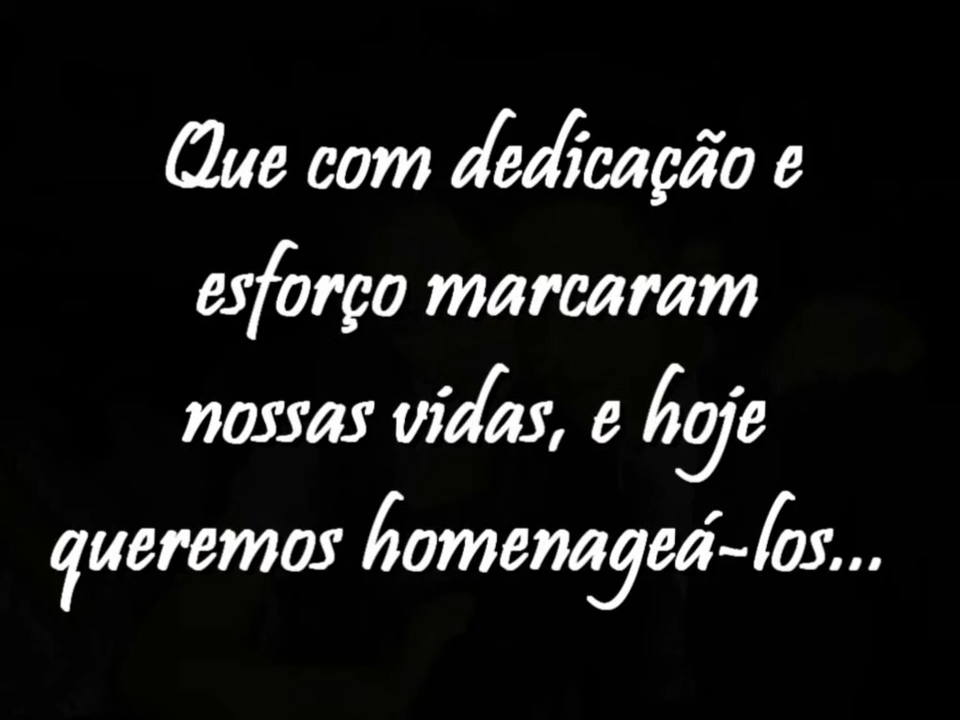 Que com dedicação e
esforço marcaram
nossas vidas, e hoje
queremos homenageá-los...